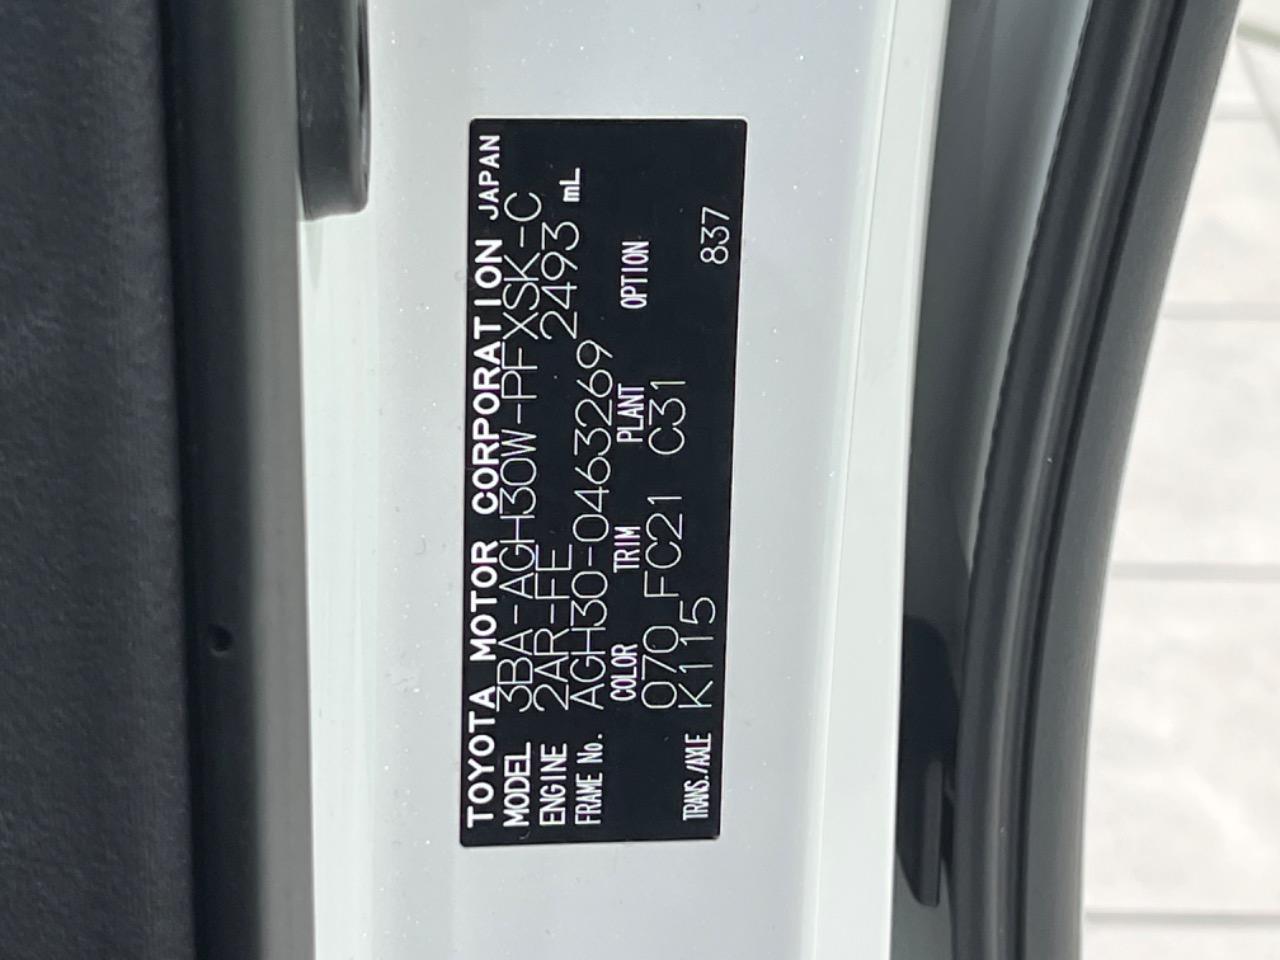 TOYOTA MOTOR CORPORATION JAPAN
MODEL 3BA-AGH30W-PFXSK-C
ENGINE 2AR-FE 2493 mL
FRAME No. AGH30-0463269
COLOR TRIM PLANT OPTION
070 FC21 C31
TRANS./AXLE K115 837